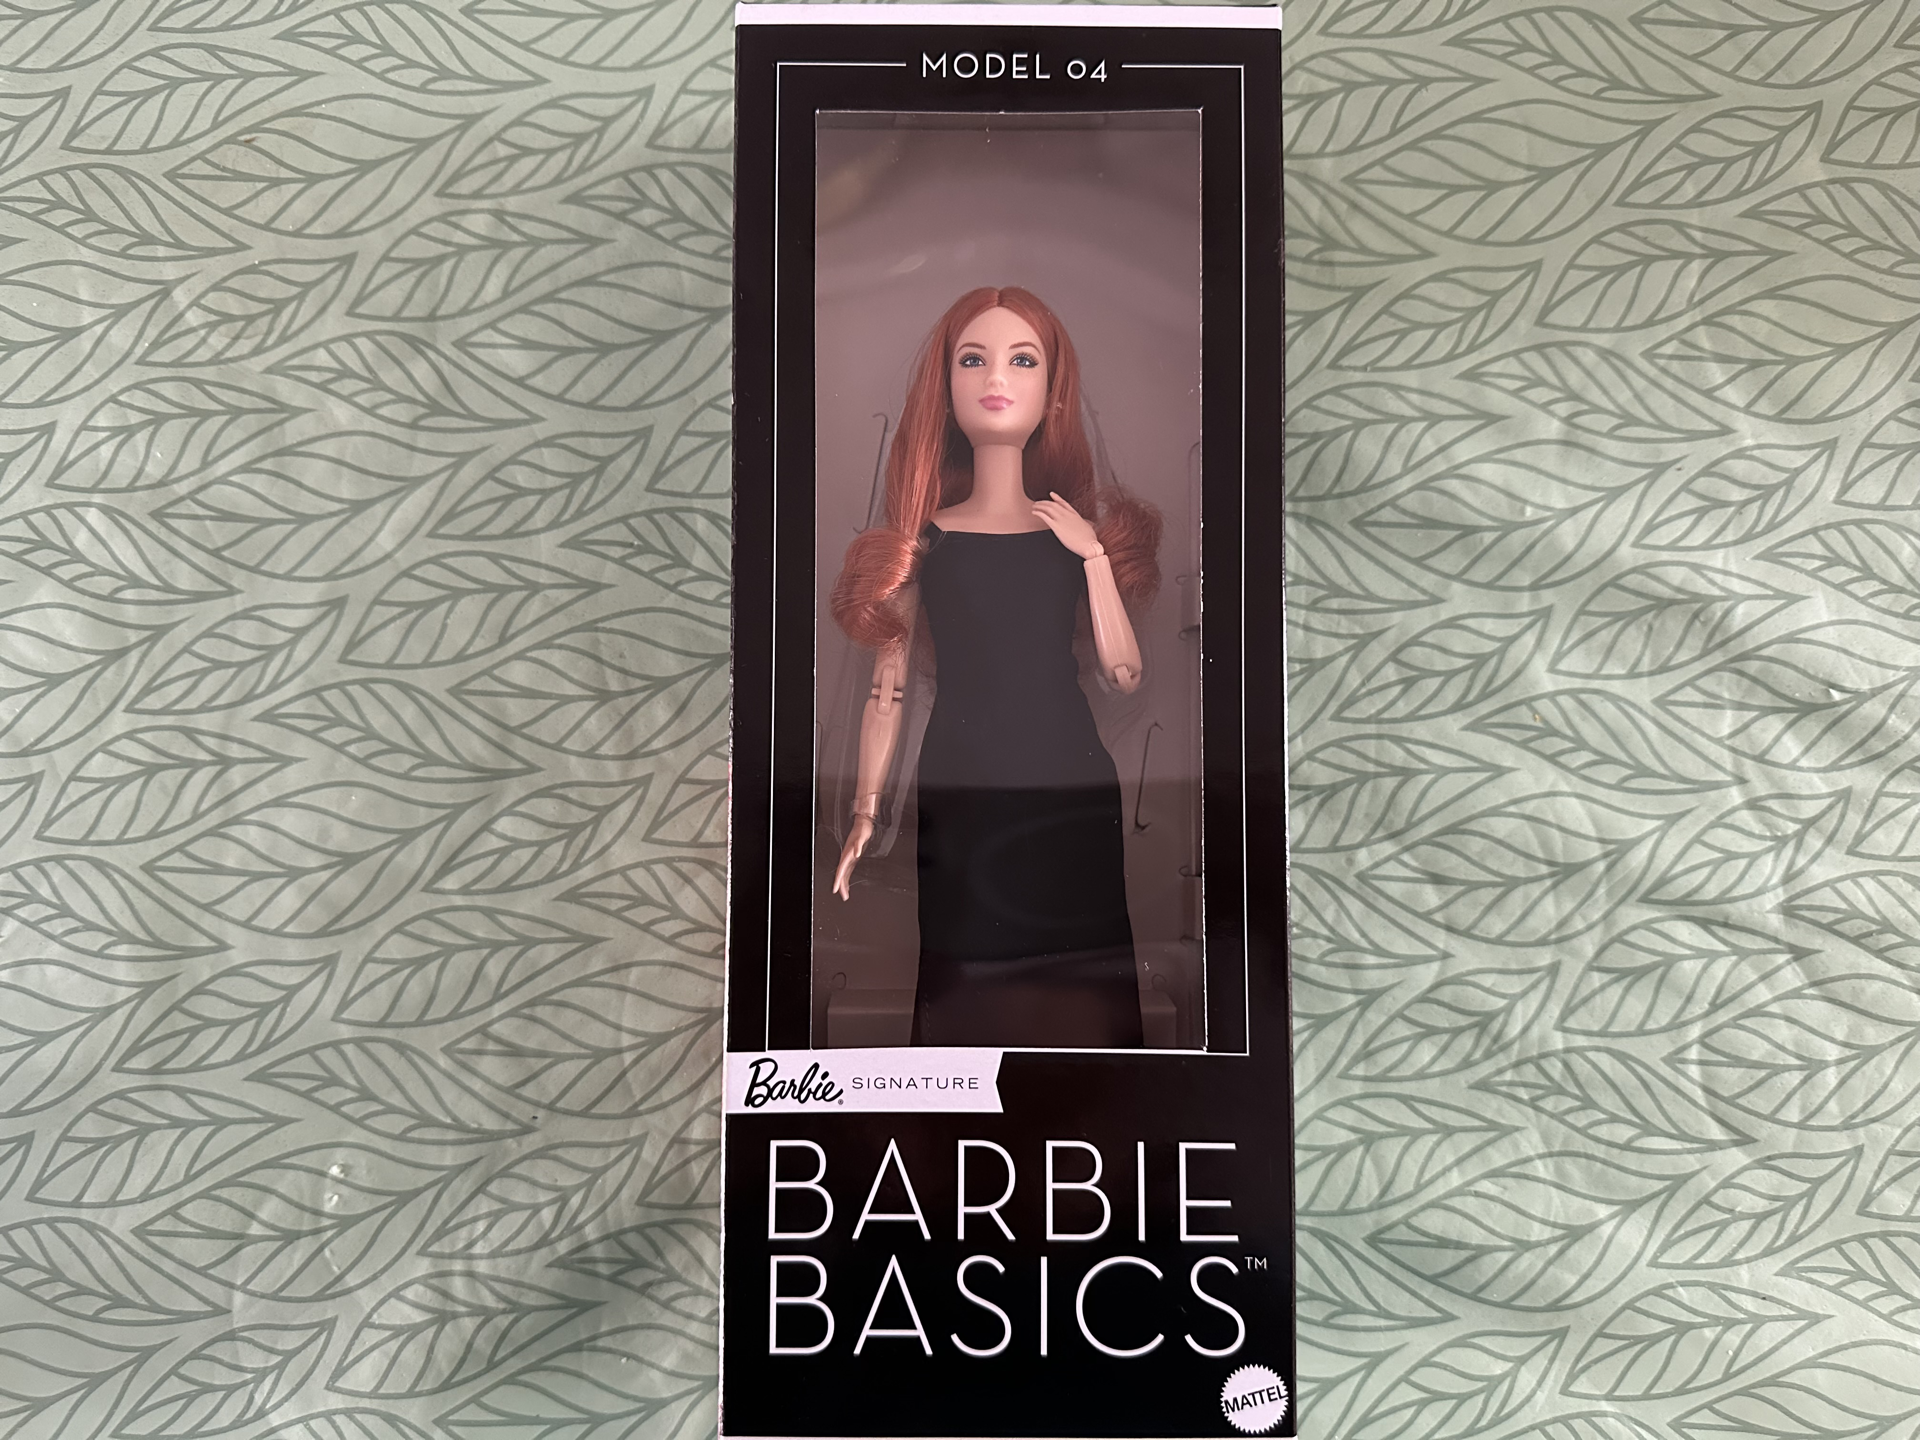 MODEL 04
Barbie® SIGNATURE
BARBIE
BASICS™
MATTEL